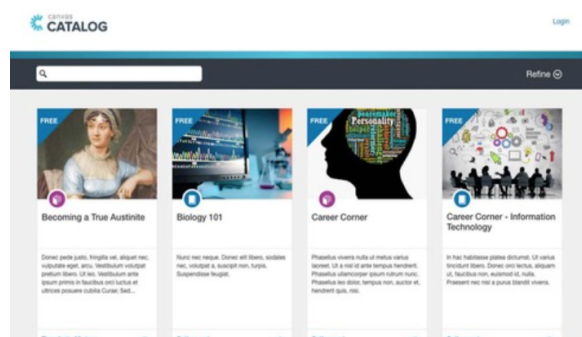 canvas
CATALOG
Login
Refine
FREE
FREE
FREE
FREE
peacemaker
Personality
Becoming a True Austinite
Biology 101
Career Corner
Career Corner - Information
Technology
Donec pede justo, fringilla vel, aliquet nec,
vulputate eget, arcu. Vestibulum volutpat
pretium libero. Ut leo. Vestibulum ante
ipsum primis in faucibus orci luctus et
ultrices posuere cubilia Curae; Sed...
Nunc nec neque. Donec elit libero, sodales
nec, volutpat a, suscipit non, turpis.
Suspendisse feugiat.
Phasellus viverra nulla ut metus varius
laoreet. Ut a nisl id ante tempus hendrerit.
Phasellus ullamcorper ipsum rutrum nunc.
Phasellus leo dolor, tempus non, auctor et,
hendrerit quis, nisi.
In hac habitasse platea dictumst. Ut varius
tincidunt libero. Donec orci lectus, aliquam
ut, faucibus non, euismod id, nulla.
Praesent nec nisl a purus blandit viverra.